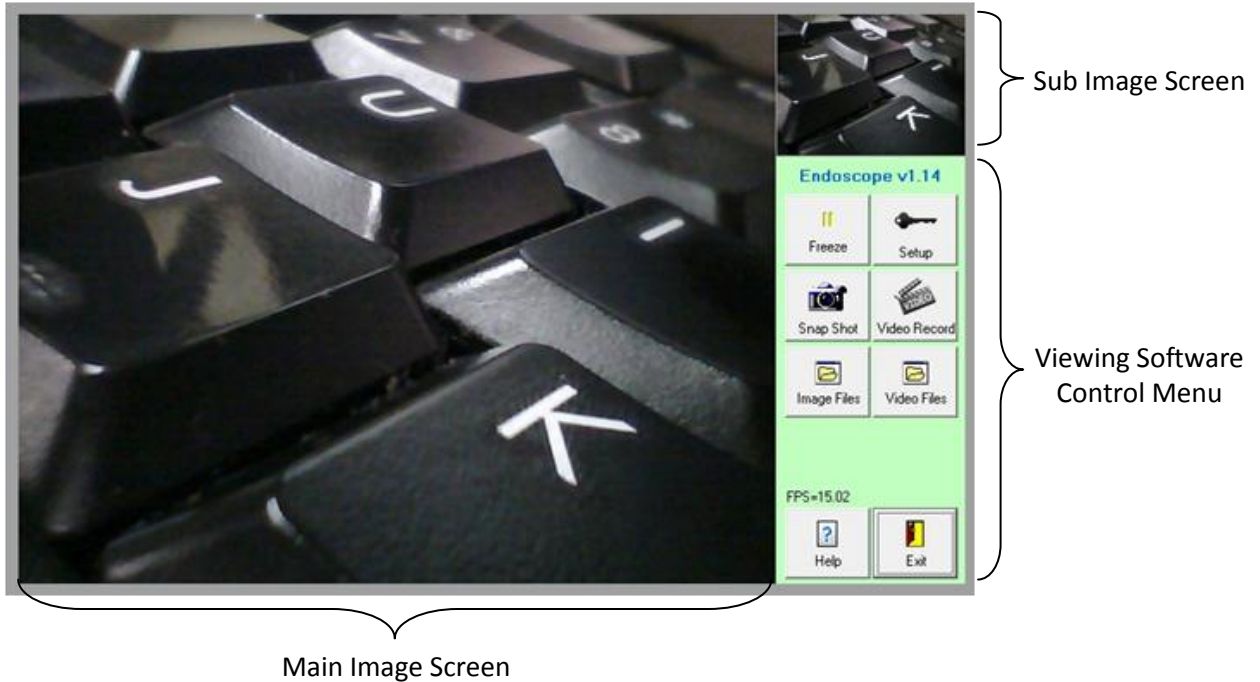 Sub Image Screen
Endoscope v1.14
Freeze
Setup
Snap Shot
Video Record
Image Files
Video Files
Viewing Software
Control Menu
FPS=15.02
Help
Exit
Main Image Screen
U
J
I
K
U
J
I
K